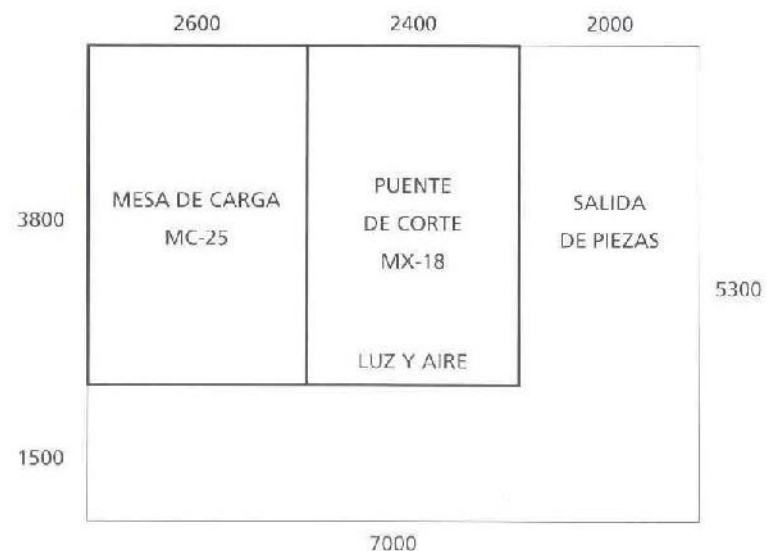 2600
2400
2000
3800
MESA DE CARGA
MC-25
PUENTE
DE CORTE
MX-18
LUZ Y AIRE
SALIDA
DE PIEZAS
5300
1500
7000